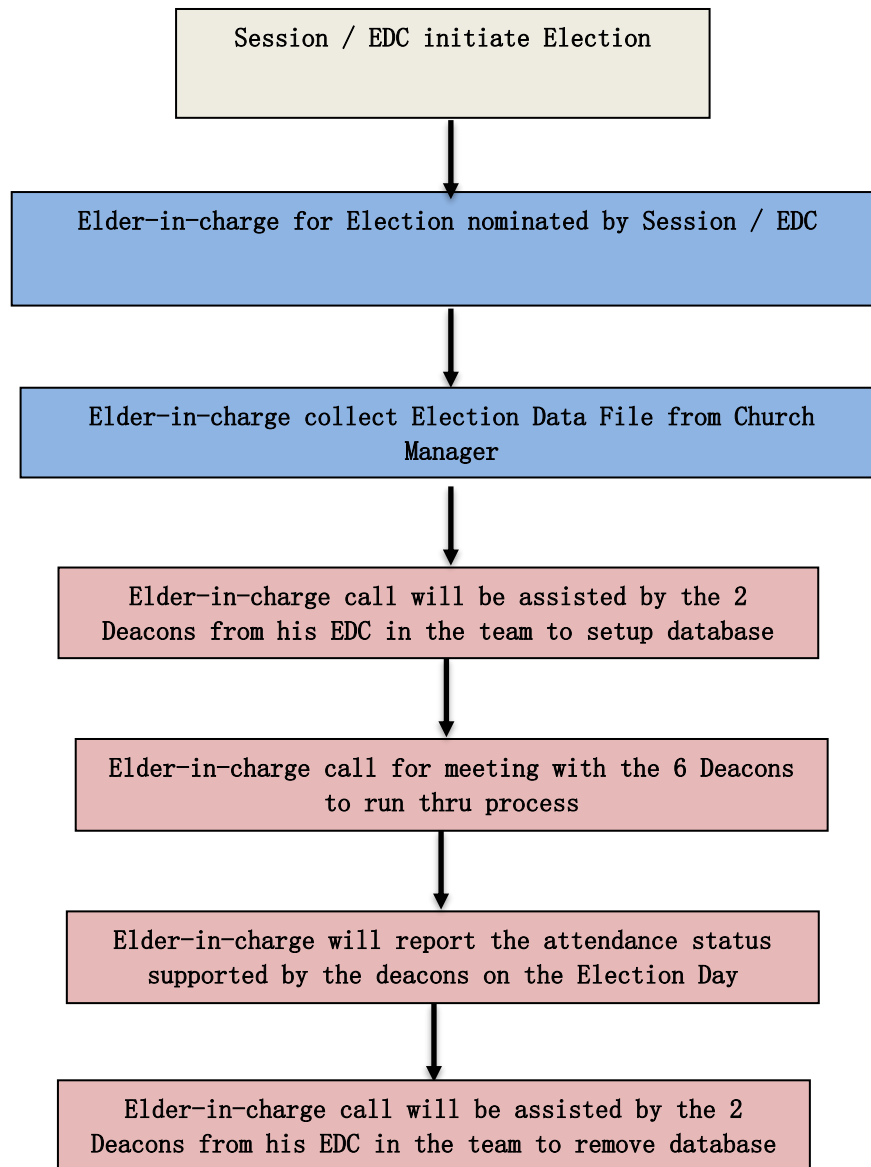 Session / EDC initiate Election
Elder-in-charge for Election nominated by Session / EDC
Elder-in-charge collect Election Data File from Church
Manager
Elder-in-charge call will be assisted by the 2
Deacons from his EDC in the team to setup database
Elder-in-charge call for meeting with the 6 Deacons
to run thru process
Elder-in-charge will report the attendance status
supported by the deacons on the Election Day
Elder-in-charge call will be assisted by the 2
Deacons from his EDC in the team to remove database